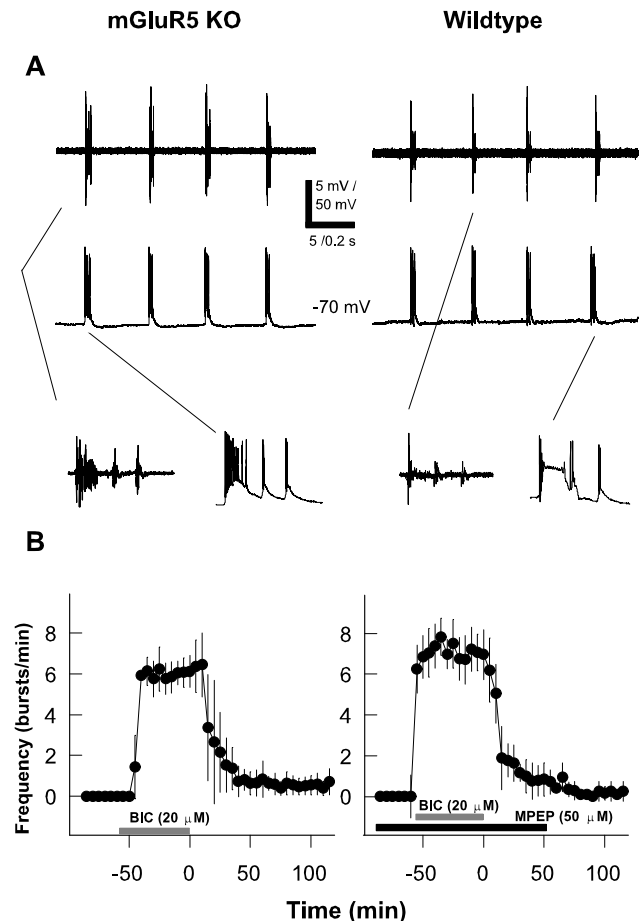 mGluR5 KO
Wildtype
A
5 mV /
50 mV
5 /0.2 s
-70 mV
B
Frequency (bursts/min)
8
6
4
2
0
BIC (20 μM)
-50
0
50
100
8
6
4
2
0
BIC (20 μM)
MPEP (50 μM)
-50
0
50
100
Time (min)